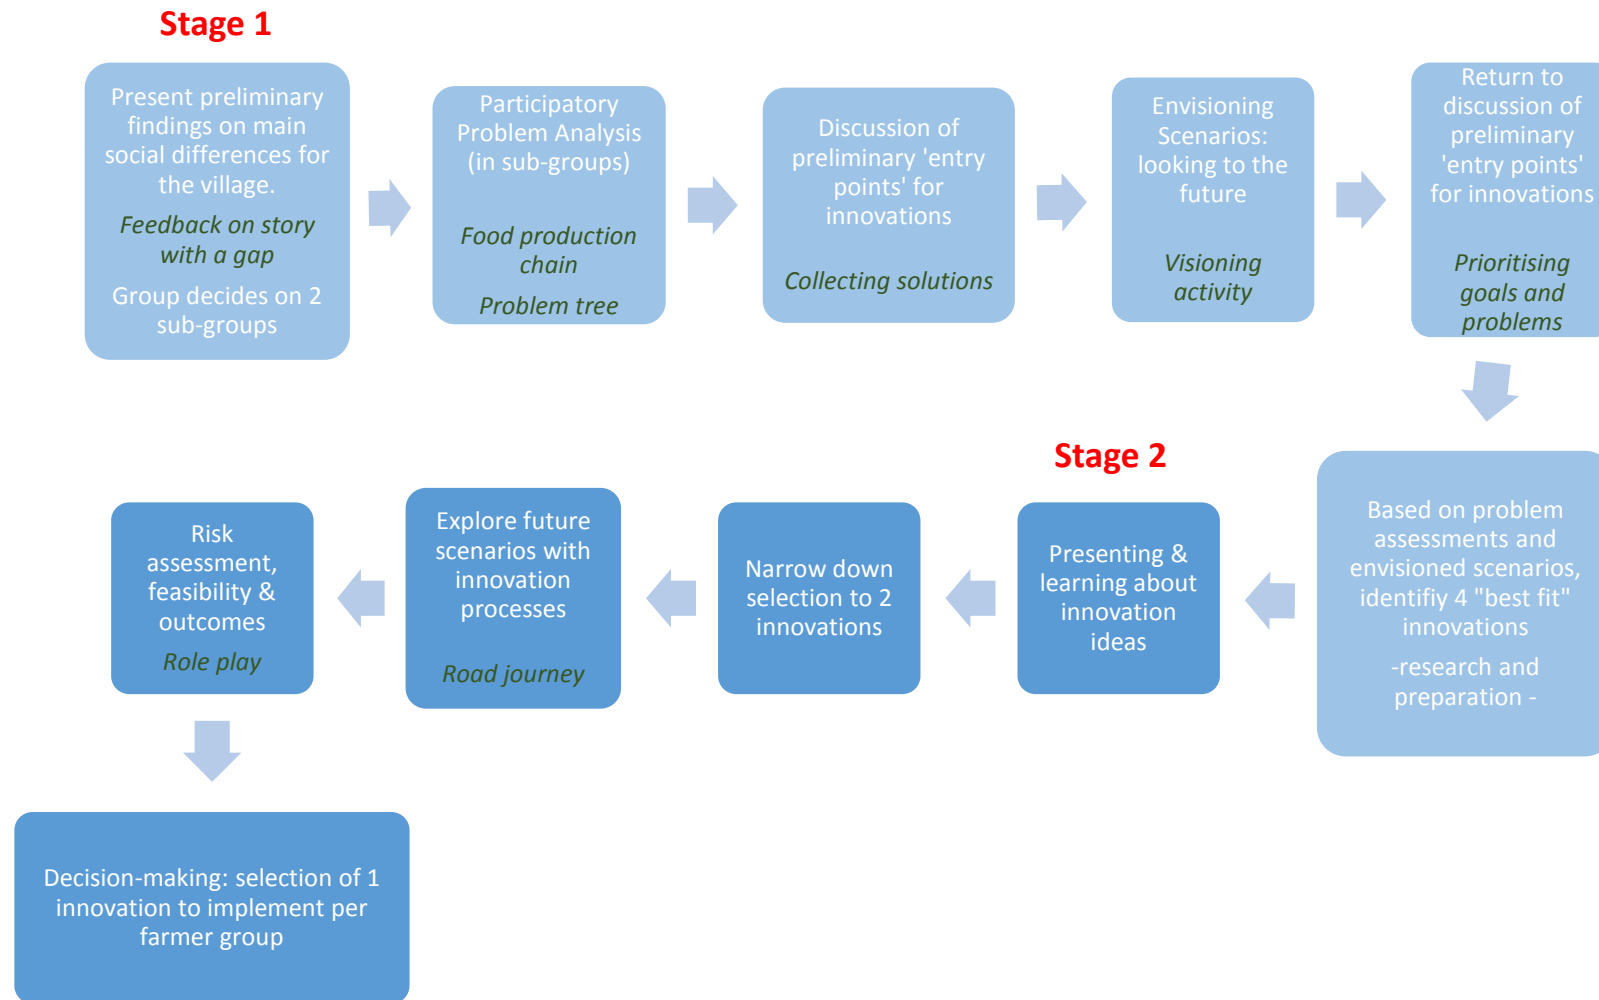 Stage 1
Present preliminary
findings on main
social differences for
the village.
Feedback on story
with a gap
Group decides on 2
sub-groups
Participatory
Problem Analysis
(in sub-groups)
Food production
chain
Problem tree
Discussion of
preliminary 'entry
points' for
innovations
Collecting solutions
Envisioning
Scenarios:
looking to the
future
Visioning
activity
Return to
discussion of
preliminary
'entry points'
for innovations
Prioritising
goals and
problems
Based on problem
assessments and
envisioned scenarios,
identifiy 4 "best fit"
innovations
-research and
preparation -
Stage 2
Presenting &
learning about
innovation
ideas
Narrow down
selection to 2
innovations
Explore future
scenarios with
innovation
processes
Road journey
Risk
assessment,
feasibility &
outcomes
Role play
Decision-making: selection of 1
innovation to implement per
farmer group